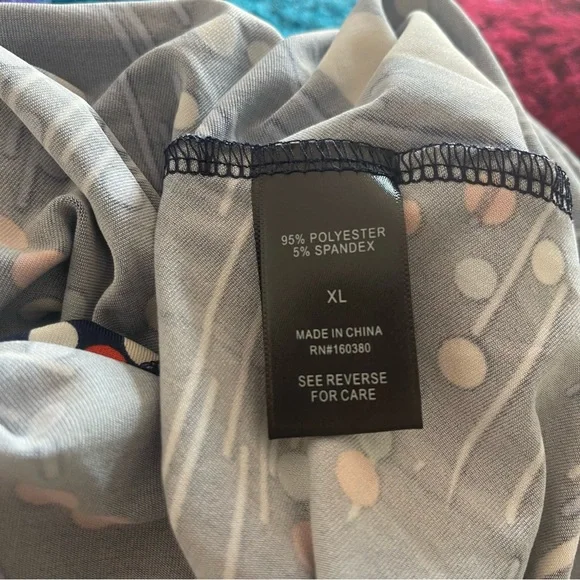 95% POLYESTER
5% SPANDEX
XL
MADE IN CHINA
RN#160380
SEE REVERSE
FOR CARE